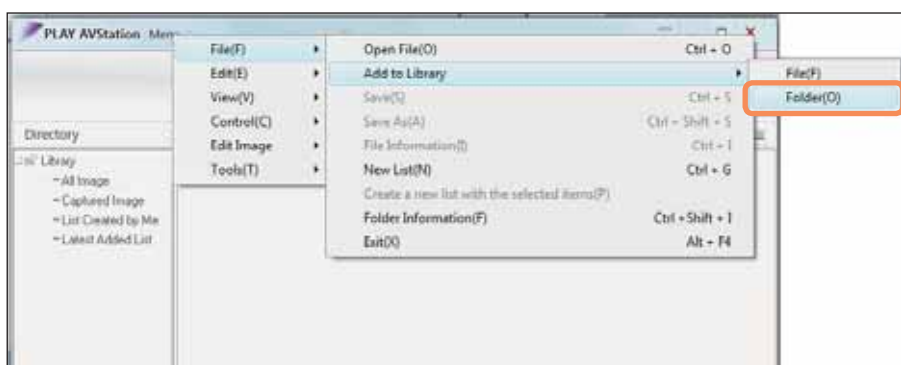 PLAY AVStation Menu
File(F)
Edit(E)
View(V)
Control(C)
Edit Image
Tools(T)
Open File(O) Ctrl + O
Add to Library
Save(S) Ctrl + S
Save As(A) Ctrl + Shift + S
File Information(I) Ctrl + I
New List(N) Ctrl + G
Create a new list with the selected items(P)
Folder Information(F) Ctrl + Shift + I
Exit(X) Alt + F4
File(F)
Folder(O)
Directory
Library
All Image
Captured Image
List Created by Me
Latest Added List